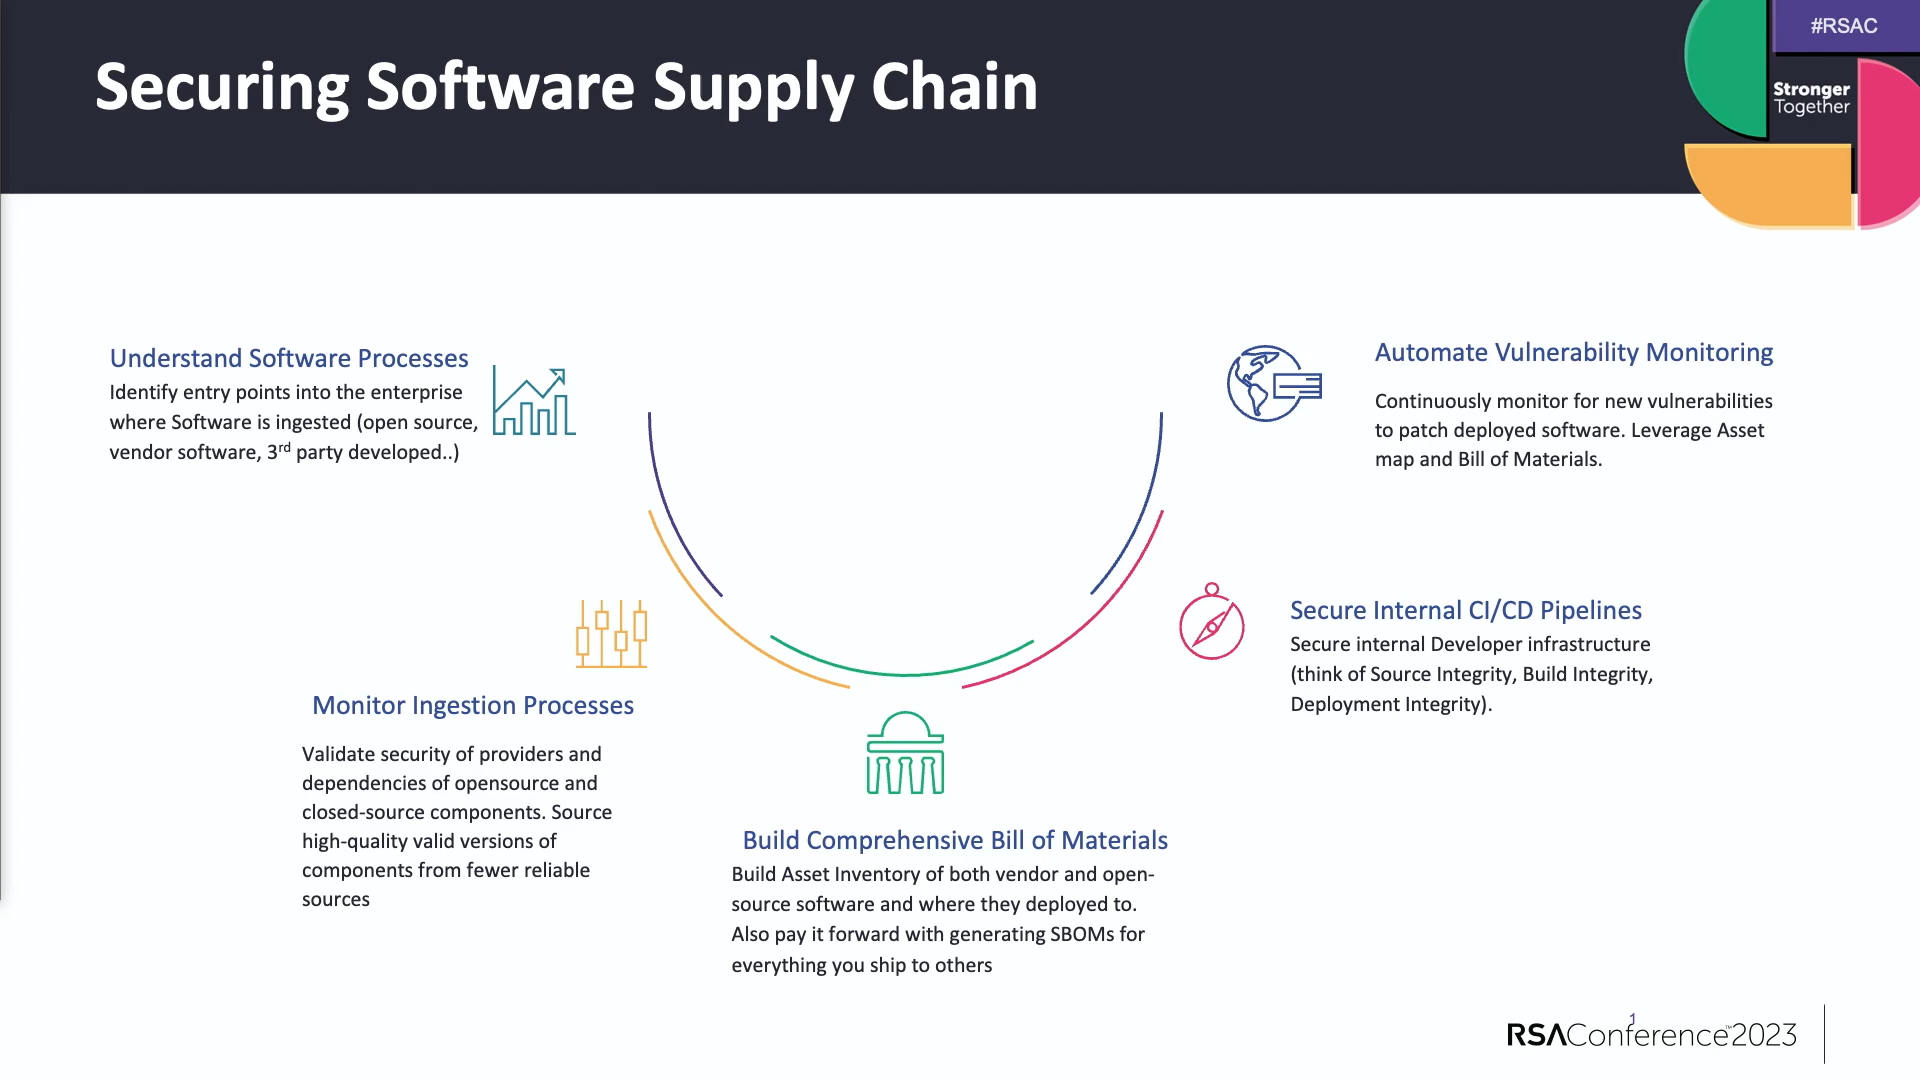 #RSAC
Securing Software Supply Chain
Stronger
Together
Understand Software Processes
Identify entry points into the enterprise
where Software is ingested (open source,
vendor software, 3rd party developed..)
Monitor Ingestion Processes
Validate security of providers and
dependencies of opensource and
closed-source components. Source
high-quality valid versions of
components from fewer reliable
sources
Build Comprehensive Bill of Materials
Build Asset Inventory of both vendor and open-
source software and where they deployed to.
Also pay it forward with generating SBOMs for
everything you ship to others
Secure Internal CI/CD Pipelines
Secure internal Developer infrastructure
(think of Source Integrity, Build Integrity,
Deployment Integrity).
Automate Vulnerability Monitoring
Continuously monitor for new vulnerabilities
to patch deployed software. Leverage Asset
map and Bill of Materials.
1
RSAConference™2023